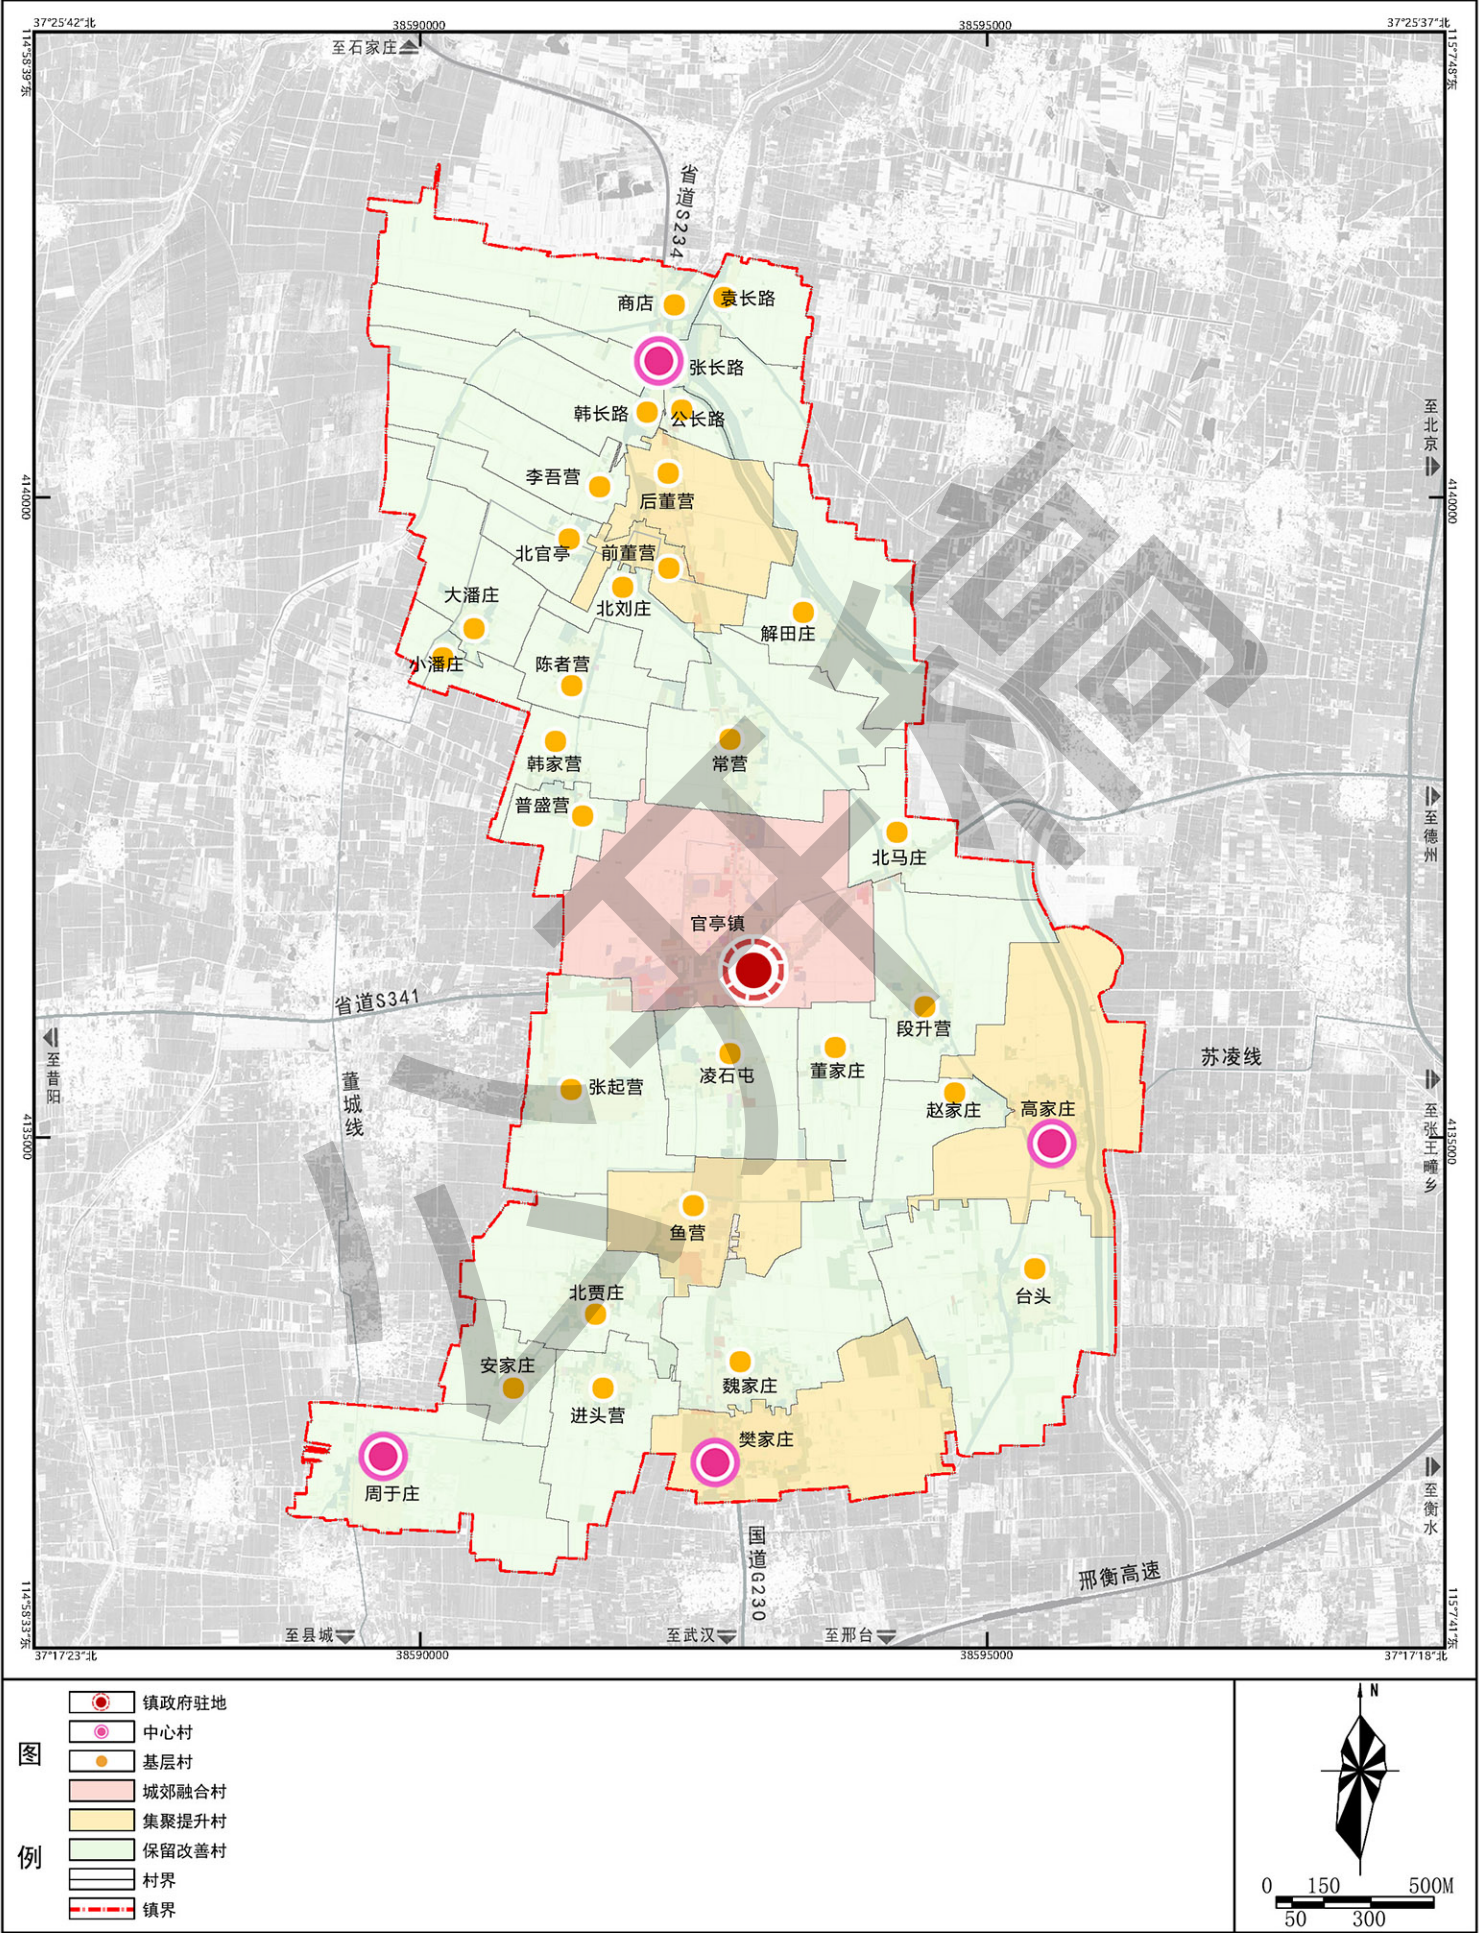 37°25'42"北
38590000
38595000
37°25'37"北
114°58'39"东
115°7'48"东
至石家庄
省道S234
商店
袁长路
张长路
韩长路
公长路
至北京
李吾营
后董营
4140000
4140000
北官亭
前董营
大潘庄
北刘庄
解田庄
小潘庄
陈者营
韩家营
常营
普盛营
至德州
北马庄
官亭镇
省道S341
段升营
至昔阳
苏凌线
凌石屯
董家庄
张起营
董城线
赵家庄
高家庄
4135000
4135000
至张王疃乡
鱼营
北贾庄
台头
安家庄
魏家庄
进头营
樊家庄
周于庄
至衡水
国道G230
邢衡高速
114°58'33"东
115°7'41"东
至县城
至武汉
至邢台
37°17'23"北
38590000
38595000
37°17'18"北
公开稿
图例
镇政府驻地
中心村
基层村
城郊融合村
集聚提升村
保留改善村
村界
镇界
N
0 150 500M
50 300